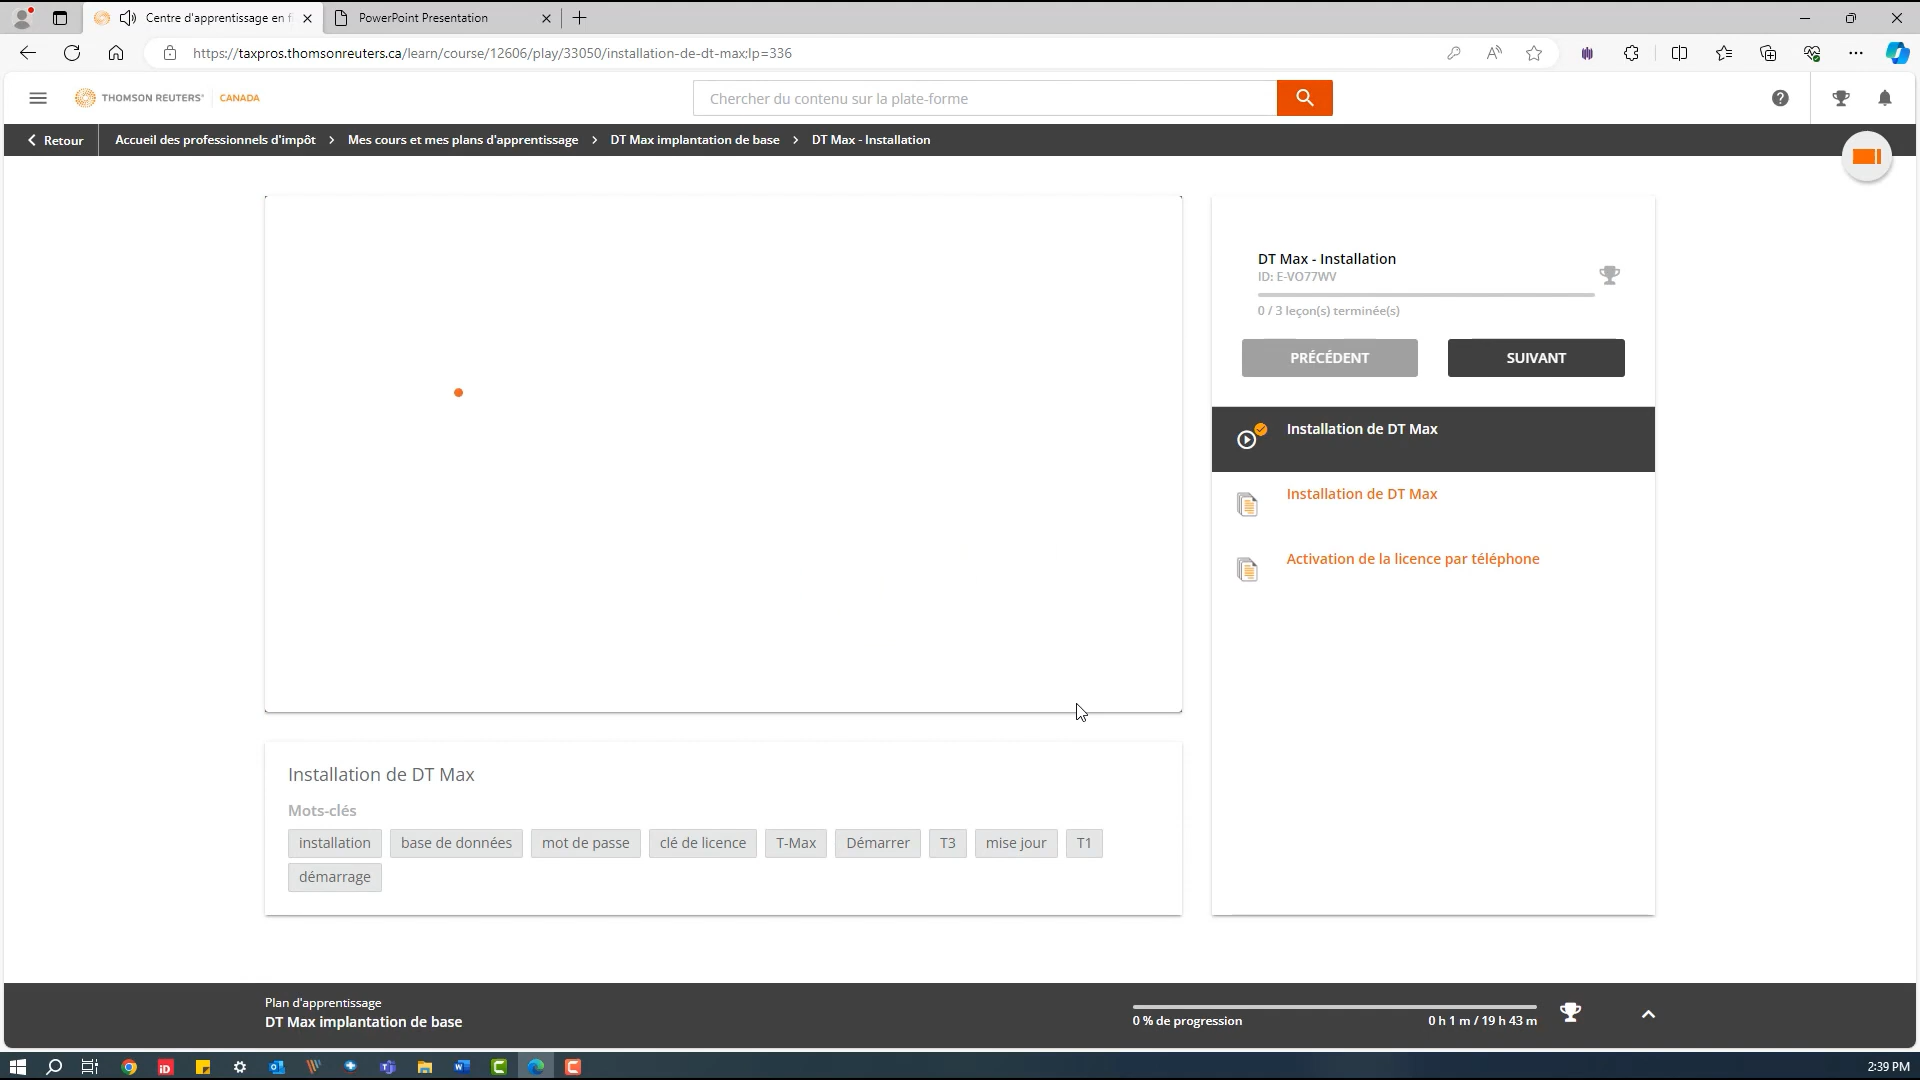 Centre d'apprentissage en fi
PowerPoint Presentation
https://taxpros.thomsonreuters.ca/learn/course/12606/play/33050/installation-de-dt-max;lp=336
THOMSON REUTERS® CANADA
Chercher du contenu sur la plate-forme
Retour
Accueil des professionnels d'impôt > Mes cours et mes plans d'apprentissage > DT Max implantation de base > DT Max - Installation
DT Max - Installation
ID: E-VO77WV
0 / 3 leçon(s) terminée(s)
PRÉCÉDENT
SUIVANT
Installation de DT Max
Installation de DT Max
Activation de la licence par téléphone
Installation de DT Max
Mots-clés
installation
base de données
mot de passe
clé de licence
T-Max
Démarrer
T3
mise jour
T1
démarrage
Plan d'apprentissage
DT Max implantation de base
0 % de progression
0 h 1 m / 19 h 43 m
2:39 PM